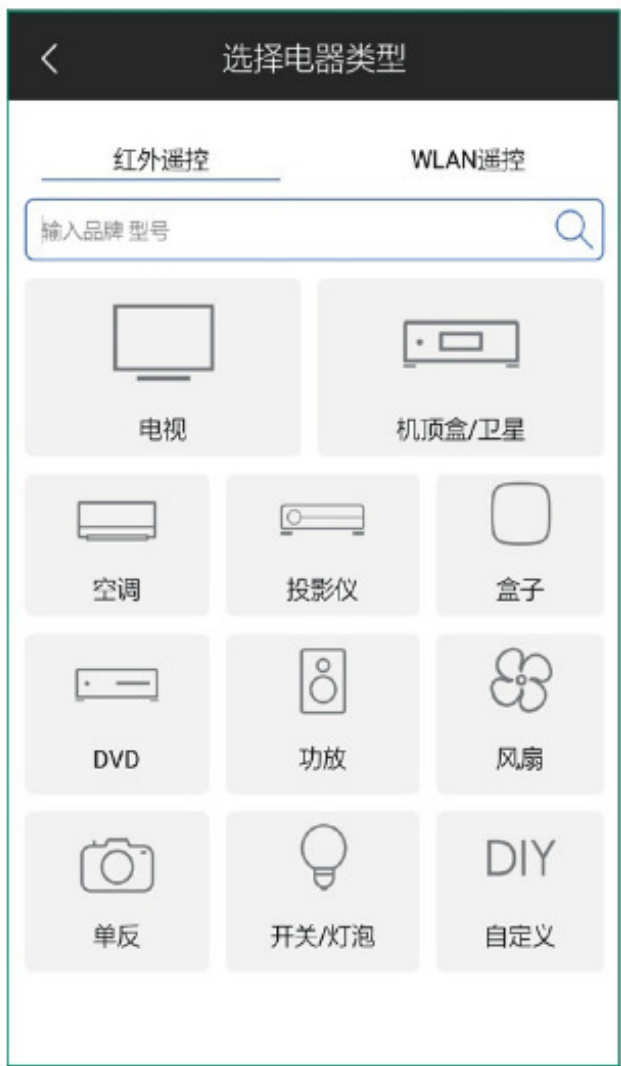 选择电器类型
红外遥控 WLAN遥控
输入品牌 型号
电视 机顶盒/卫星
空调 投影仪 盒子
DVD 功放 风扇
DIY
单反 开关/灯泡 自定义